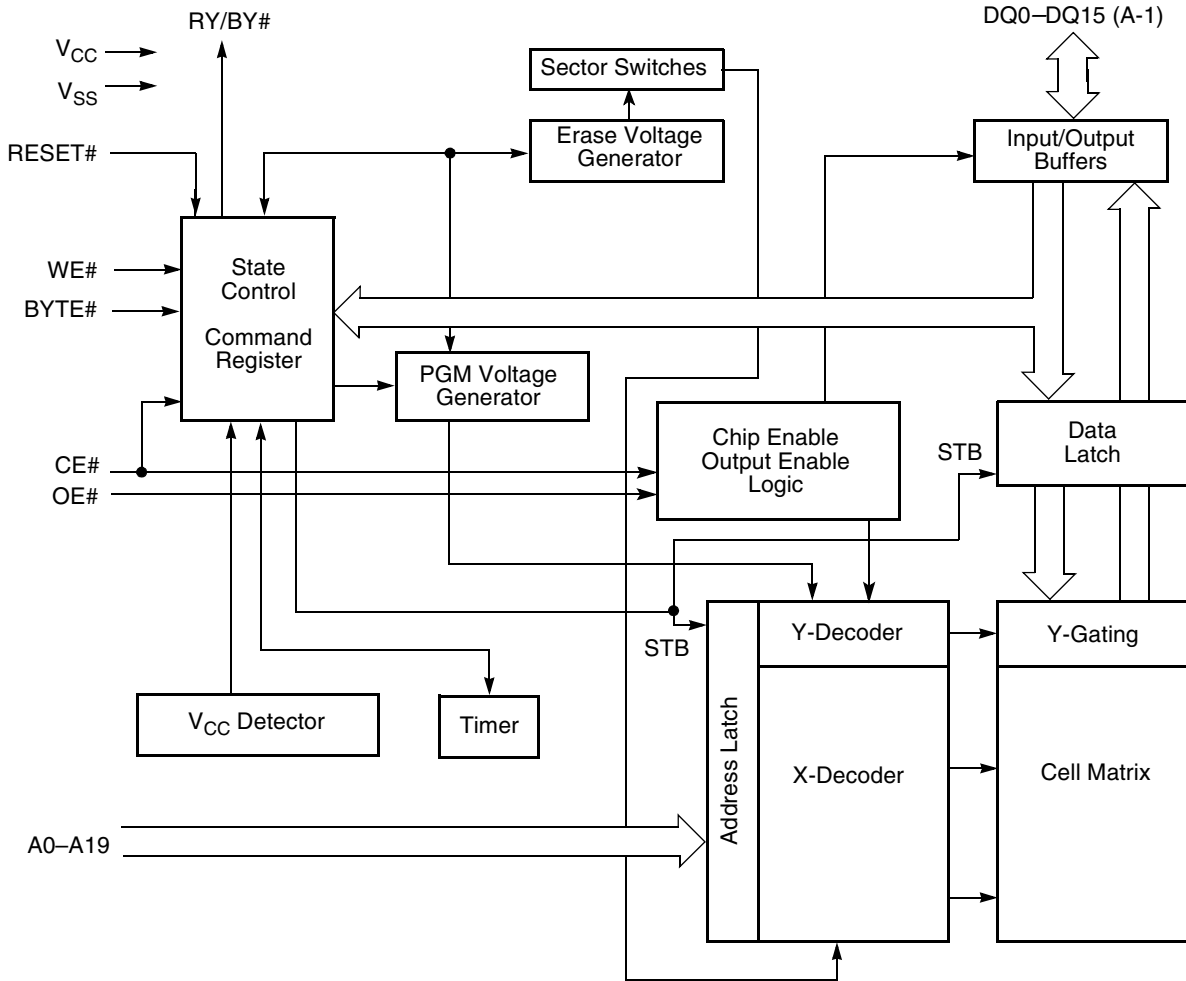 RY/BY#
DQ0–DQ15 (A-1)
VCC
VSS
Sector Switches
RESET#
Erase Voltage
Generator
Input/Output
Buffers
WE#
BYTE#
State
Control
Command
Register
PGM Voltage
Generator
Chip Enable
Output Enable
Logic
STB
Data
Latch
CE#
OE#
STB
Y-Decoder
Y-Gating
VCC Detector
Timer
Address Latch
X-Decoder
Cell Matrix
A0–A19